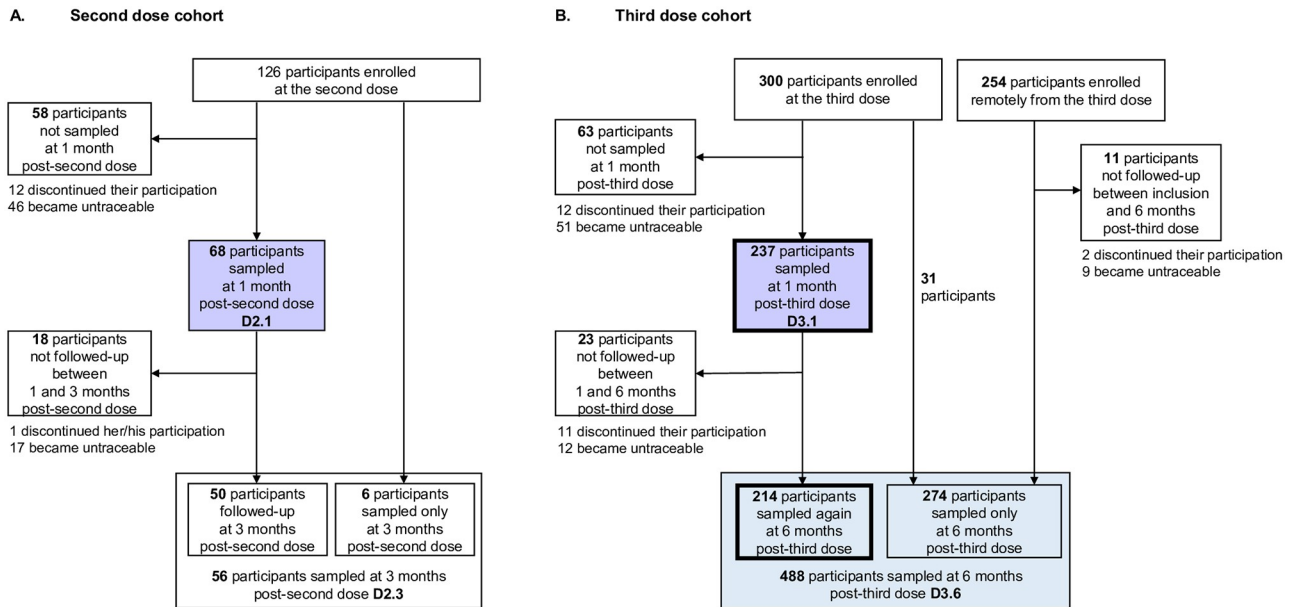 A. Second dose cohort
126 participants enrolled
at the second dose
58 participants
not sampled
at 1 month
post-second dose
12 discontinued their participation
46 became untraceable
68 participants
sampled
at 1 month
post-second dose
D2.1
18 participants
not followed-up
between
1 and 3 months
post-second dose
1 discontinued her/his participation
17 became untraceable
50 participants
followed-up
at 3 months
post-second dose
6 participants
sampled only
at 3 months
post-second dose
56 participants sampled at 3 months
post-second dose D2.3
B. Third dose cohort
300 participants enrolled
at the third dose
254 participants enrolled
remotely from the third dose
63 participants
not sampled
at 1 month
post-third dose
12 discontinued their participation
51 became untraceable
11 participants
not followed-up
between inclusion
and 6 months
post-third dose
2 discontinued their participation
9 became untraceable
237 participants
sampled
at 1 month
post-third dose
D3.1
31
participants
23 participants
not followed-up
between
1 and 6 months
post-third dose
11 discontinued their participation
12 became untraceable
214 participants
sampled again
at 6 months
post-third dose
274 participants
sampled only
at 6 months
post-third dose
488 participants sampled at 6 months
post-third dose D3.6